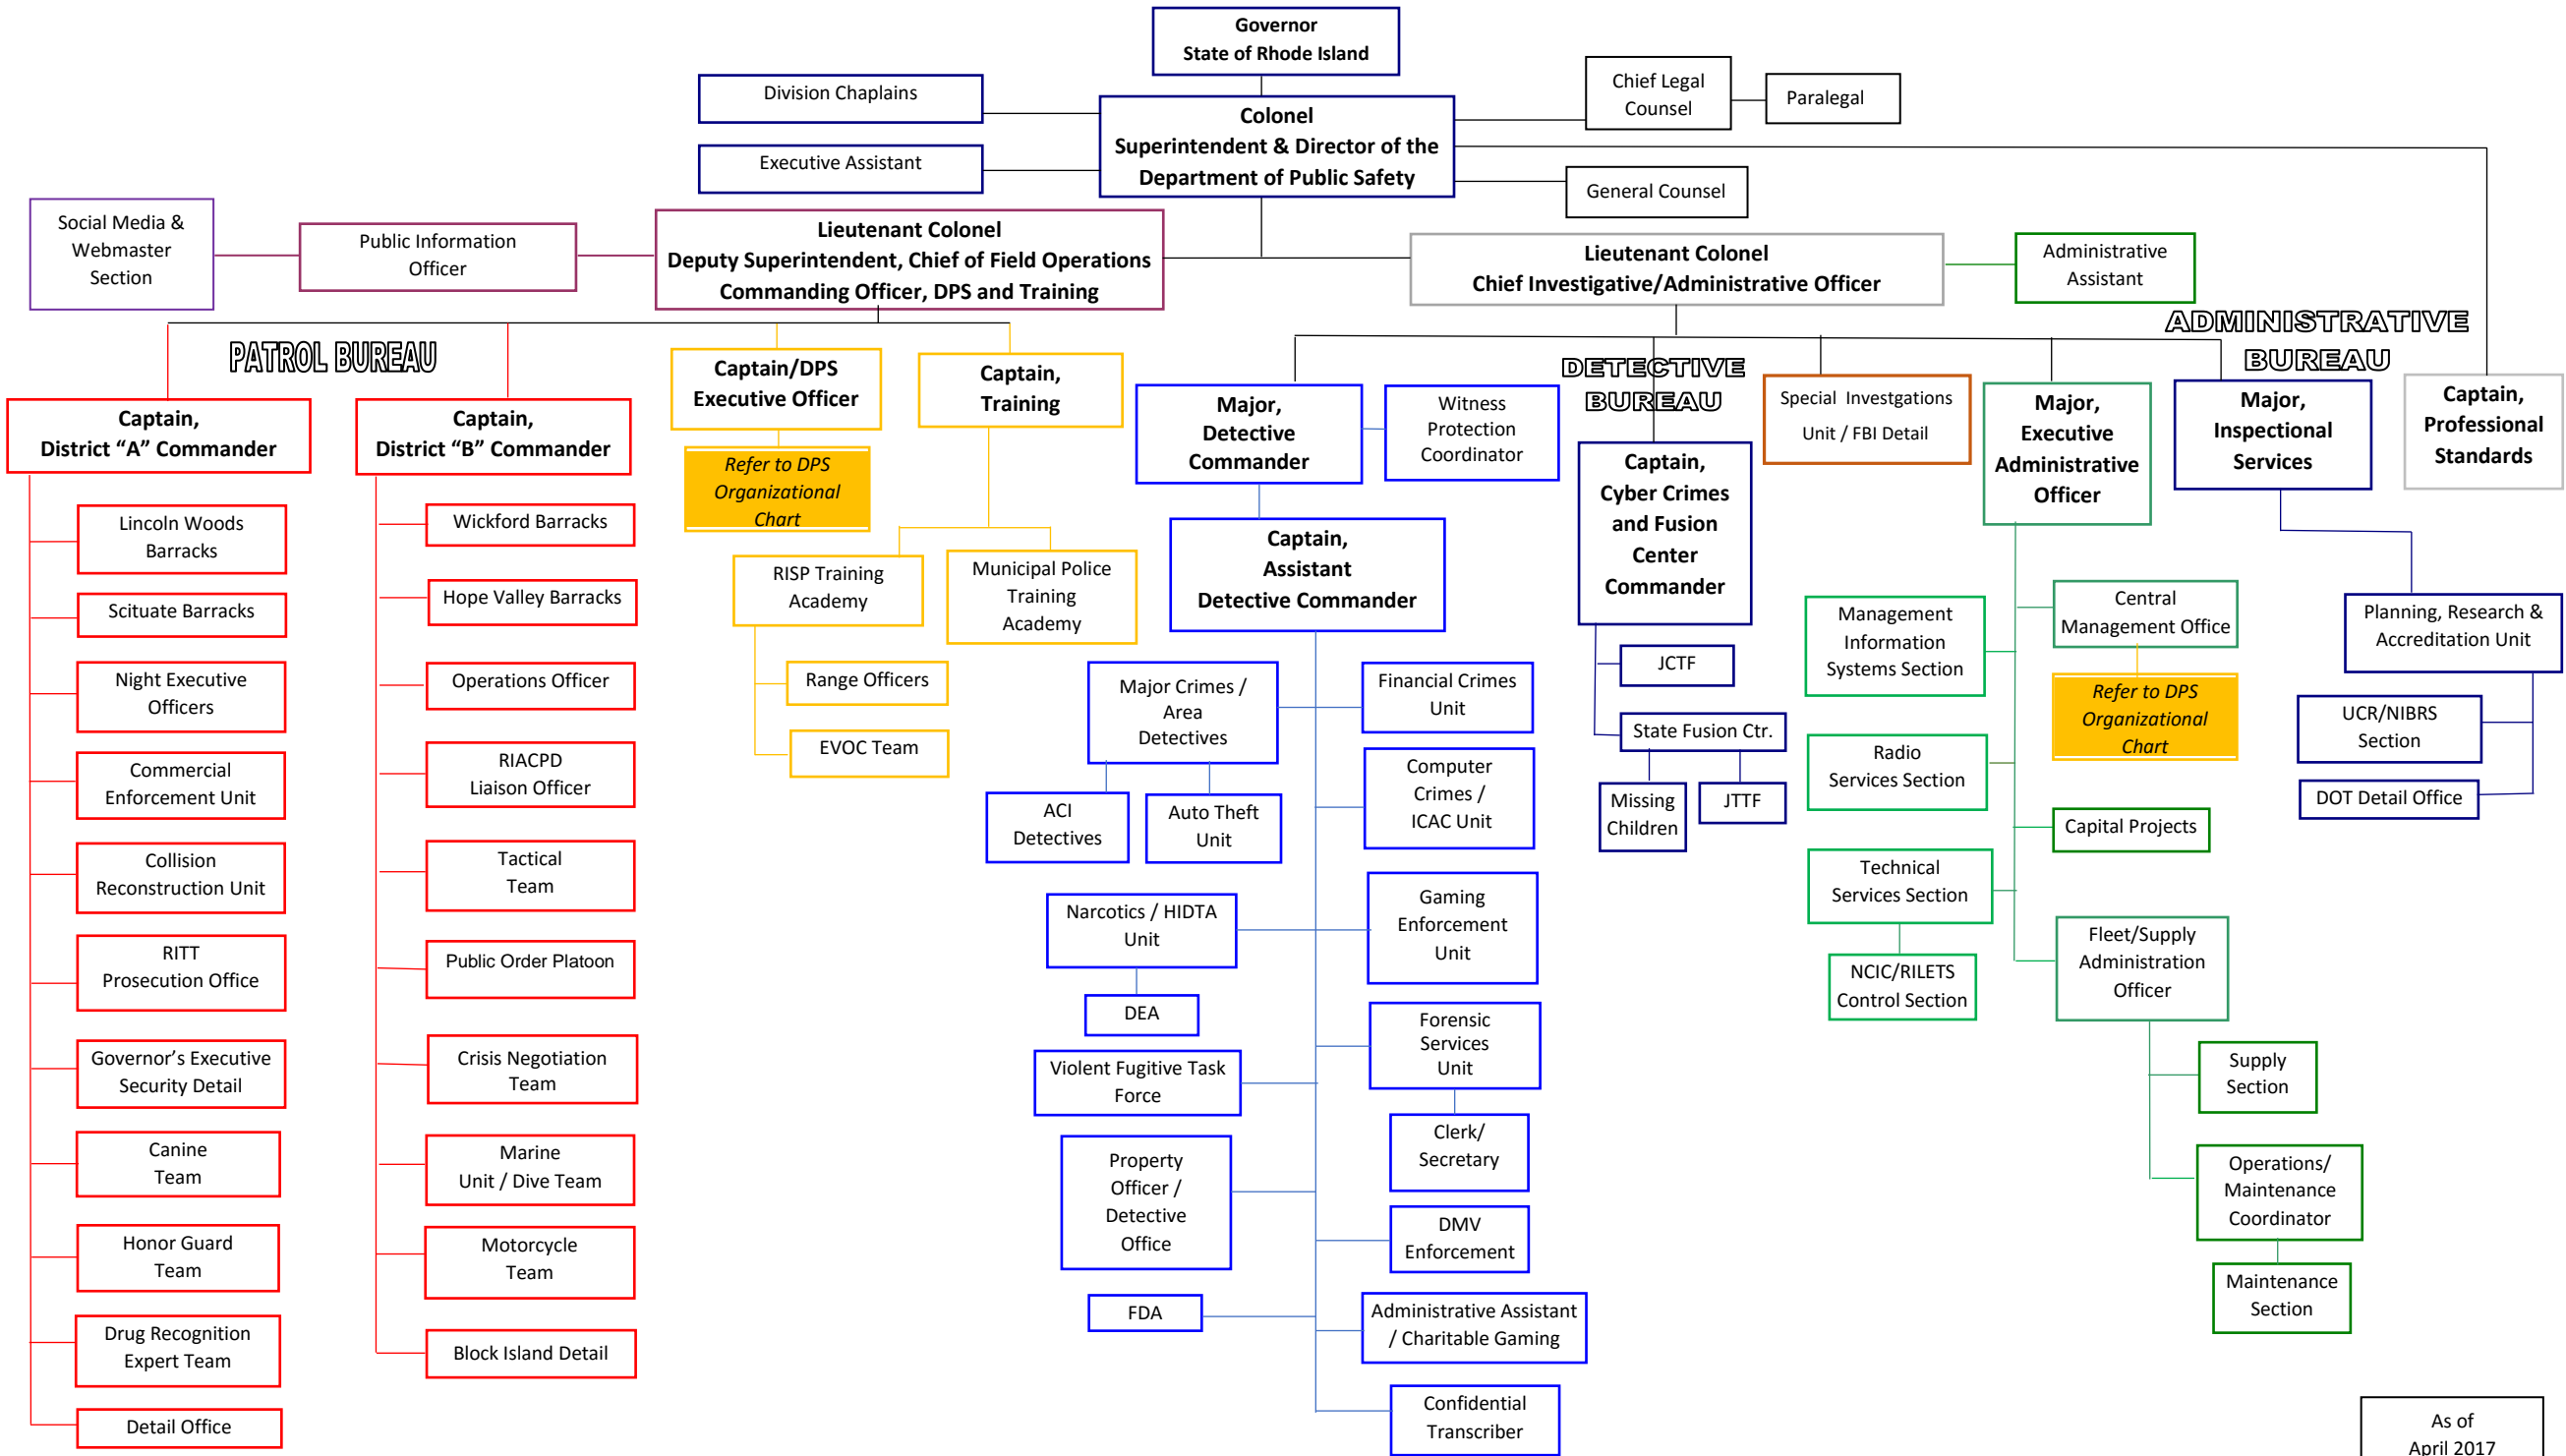 Governor
State of Rhode Island
Division Chaplains
Executive Assistant
Colonel
Superintendent & Director of the
Department of Public Safety
Chief Legal
Counsel
Paralegal
General Counsel
Social Media &
Webmaster
Section
Public Information
Officer
Lieutenant Colonel
Deputy Superintendent, Chief of Field Operations
Commanding Officer, DPS and Training
Lieutenant Colonel
Chief Investigative/Administrative Officer
Administrative
Assistant
PATROL BUREAU
DETECTIVE
BUREAU
ADMINISTRATIVE
BUREAU
Captain,
District “A” Commander
Lincoln Woods
Barracks
Scituate Barracks
Night Executive
Officers
Commercial
Enforcement Unit
Collision
Reconstruction Unit
RITT
Prosecution Office
Governor’s Executive
Security Detail
Canine
Team
Honor Guard
Team
Drug Recognition
Expert Team
Detail Office
Captain,
District “B” Commander
Wickford Barracks
Hope Valley Barracks
Operations Officer
RIACPD
Liaison Officer
Tactical
Team
Public Order Platoon
Crisis Negotiation
Team
Marine
Unit / Dive Team
Motorcycle
Team
Block Island Detail
Captain/DPS
Executive Officer
Refer to DPS
Organizational
Chart
Captain,
Training
RISP Training
Academy
Municipal Police
Training
Academy
Range Officers
EVOC Team
Major,
Detective
Commander
Witness
Protection
Coordinator
Captain,
Assistant
Detective Commander
Major Crimes /
Area
Detectives
Financial Crimes
Unit
ACI
Detectives
Auto Theft
Unit
Computer
Crimes /
ICAC Unit
Narcotics / HIDTA
Unit
Gaming
Enforcement
Unit
DEA
Forensic
Services
Unit
Violent Fugitive Task
Force
Clerk/
Secretary
Property
Officer /
Detective
Office
DMV
Enforcement
FDA
Administrative Assistant
/ Charitable Gaming
Confidential
Transcriber
Captain,
Cyber Crimes
and Fusion
Center
Commander
JCTF
State Fusion Ctr.
Missing
Children
JTTF
Special Investgations
Unit / FBI Detail
Major,
Executive
Administrative
Officer
Management
Information
Systems Section
Central
Management Office
Refer to DPS
Organizational
Chart
Radio
Services Section
Capital Projects
Technical
Services Section
NCIC/RILETS
Control Section
Fleet/Supply
Administration
Officer
Supply
Section
Operations/
Maintenance
Coordinator
Maintenance
Section
Major,
Inspectional
Services
Planning, Research &
Accreditation Unit
UCR/NIBRS
Section
DOT Detail Office
Captain,
Professional
Standards
As of
April 2017